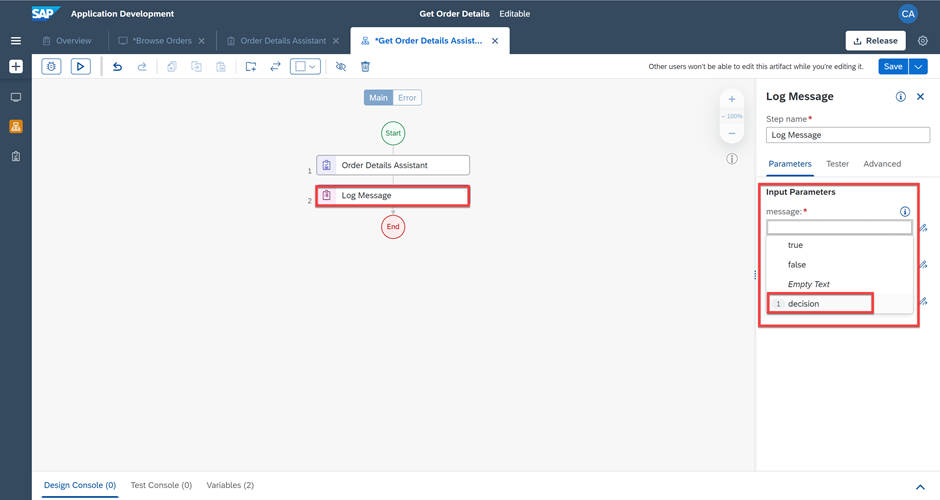 SAP Application Development
Get Order Details Editable
CA
Overview
*Browse Orders
Order Details Assistant
*Get Order Details Assist...
Release
Other users won't be able to edit this artifact while you're editing it.
Save
Main Error
Start
1 Order Details Assistant
2 Log Message
End
100%
Log Message
Step name*
Log Message
Parameters Tester Advanced
Input Parameters
message:*
true
false
Empty Text
1 decision
Design Console (0) Test Console (0) Variables (2)